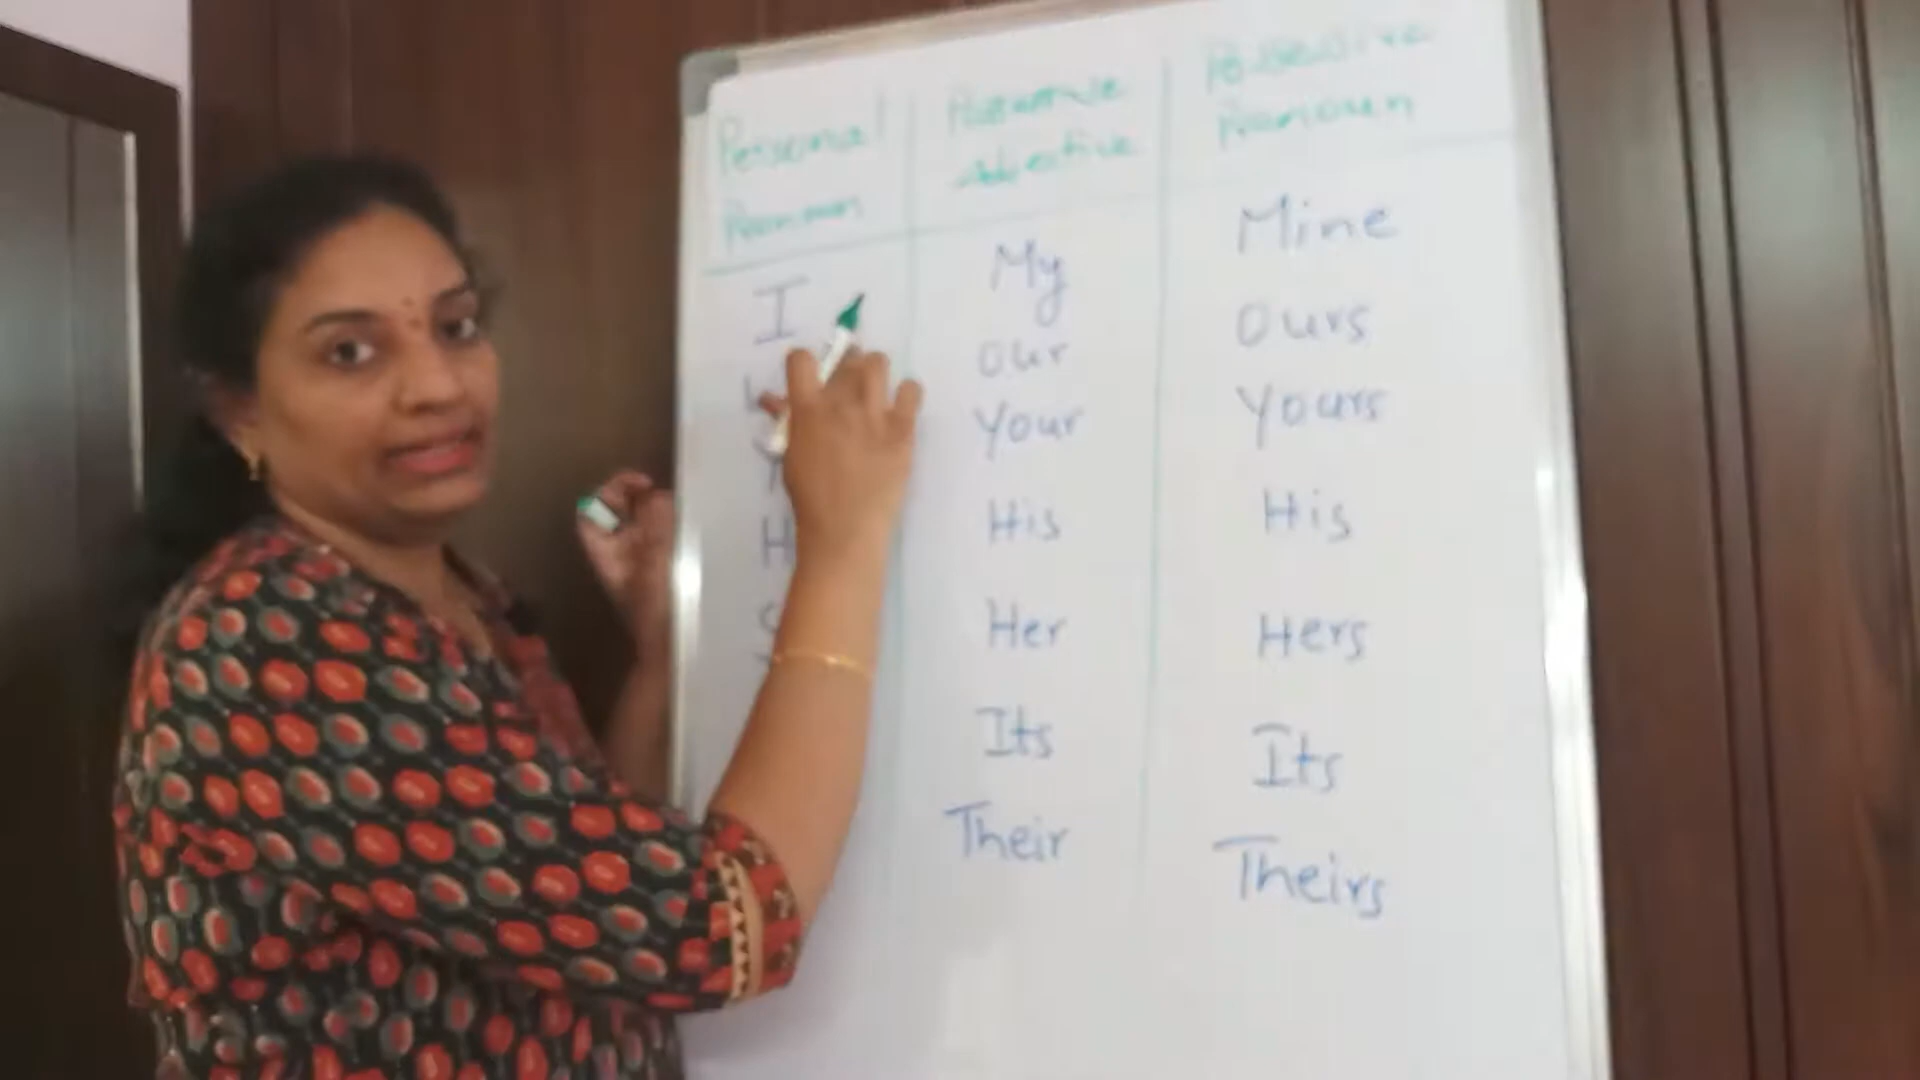 Personal Pronoun
Possessive Adjective
Possessive Pronoun
I My Mine
Our Ours
Your Yours
H His His
Her Hers
Its Its
Their Theirs